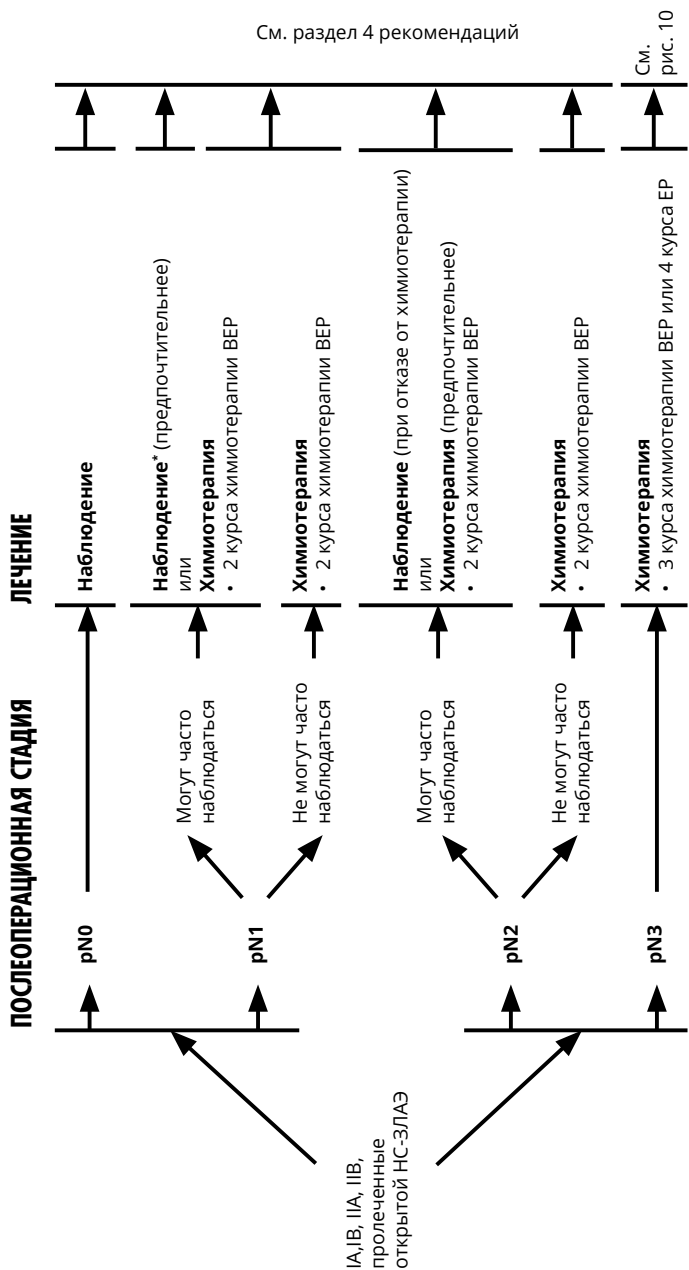 ПОСЛЕОПЕРАЦИОННАЯ СТАДИЯ
ЛЕЧЕНИЕ
IA,IB, IIA, IIB,
пролеченные
открытой НС-ЗЛАЭ
pN0
Наблюдение
pN1
Могут часто
наблюдаться
Наблюдение* (предпочтительнее)
или
Химиотерапия
• 2 курса химиотерапии BEP
Не могут часто
наблюдаться
Химиотерапия
• 2 курса химиотерапии BEP
pN2
Могут часто
наблюдаться
Наблюдение (при отказе от химиотерапии)
или
Химиотерапия (предпочтительнее)
• 2 курса химиотерапии BEP
Не могут часто
наблюдаться
Химиотерапия
• 2 курса химиотерапии BEP
pN3
Химиотерапия
• 3 курса химиотерапии BEP или 4 курса EP
См. раздел 4 рекомендаций
См.
рис. 10